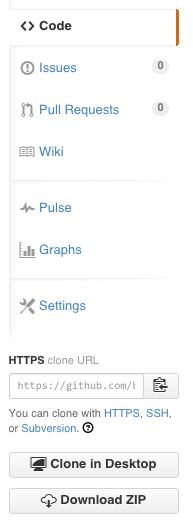 Code
Issues 0
Pull Requests 0
Wiki
Pulse
Graphs
Settings
HTTPS clone URL
https://github.com/
You can clone with HTTPS, SSH,
or Subversion.
Clone in Desktop
Download ZIP